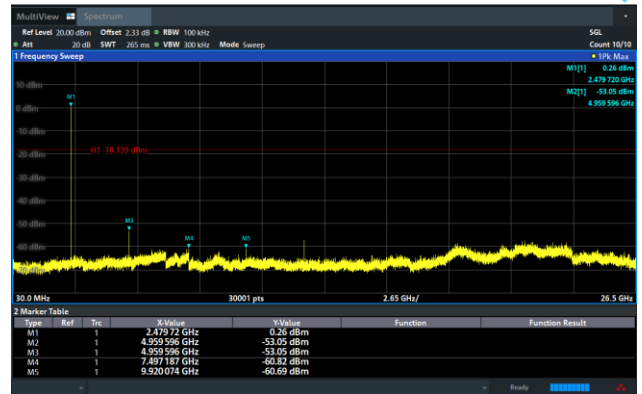 MultiView Spectrum
Ref Level 20.00 dBm Offset 2.33 dB RBW 100 kHz SGL
Att 20 dB SWT 265 ms VBW 300 kHz Mode Sweep Count 10/10
1 Frequency Sweep 1Pk Max
M1[1] 0.26 dBm
2.479 720 GHz
M2[1] -53.05 dBm
4.959 596 GHz
10 dBm
M1
0 dBm
-10 dBm
H1 -18.139 dBm
-20 dBm
-30 dBm
-40 dBm
-50 dBm
M3
M4 M5
-60 dBm
-70 dBm
30.0 MHz 30001 pts 2.65 GHz/ 26.5 GHz
2 Marker Table
Type Ref Trc X-Value Y-Value Function Function Result
M1 1 2.479 72 GHz 0.26 dBm
M2 1 4.959 596 GHz -53.05 dBm
M3 1 4.959 596 GHz -53.05 dBm
M4 1 7.497 187 GHz -60.82 dBm
M5 1 9.920 074 GHz -60.69 dBm
Ready